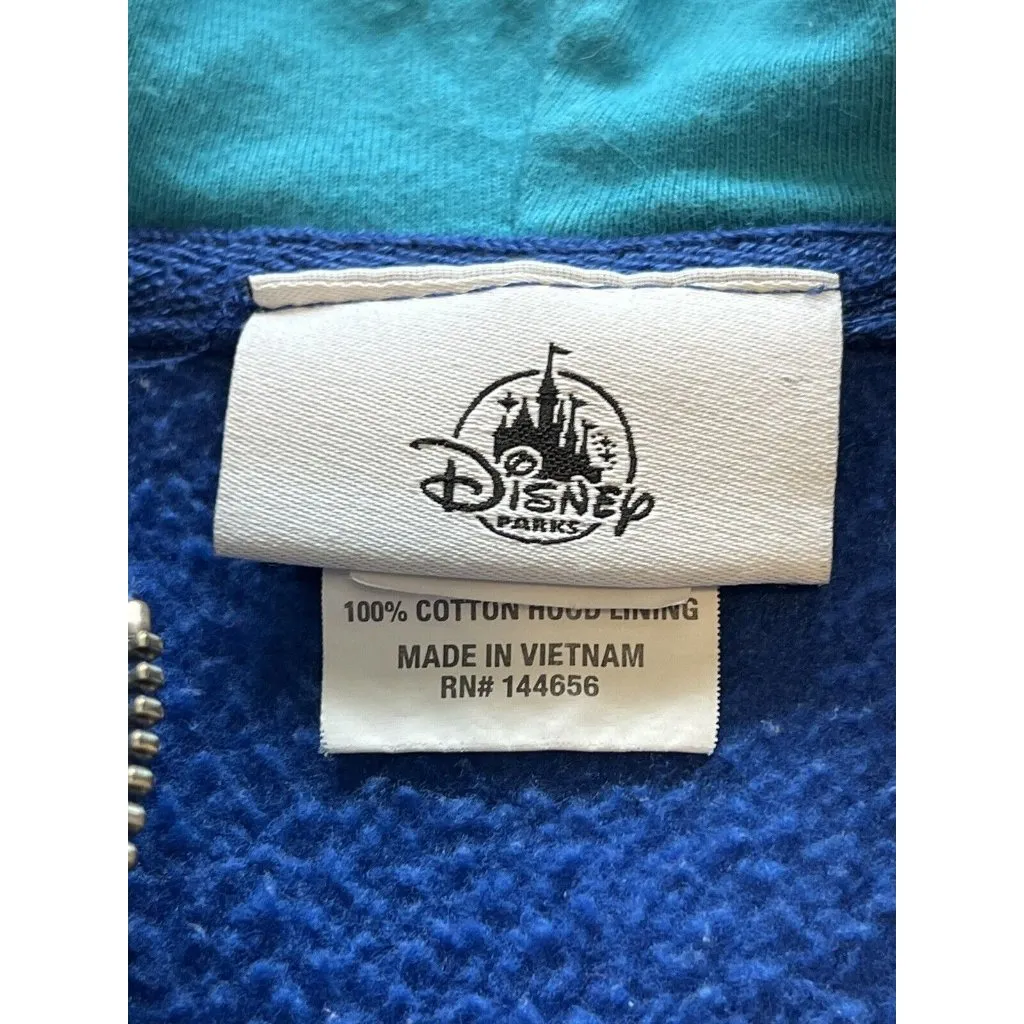 Disney
PARKS
100% COTTON HOOD LINING
MADE IN VIETNAM
RN# 144656